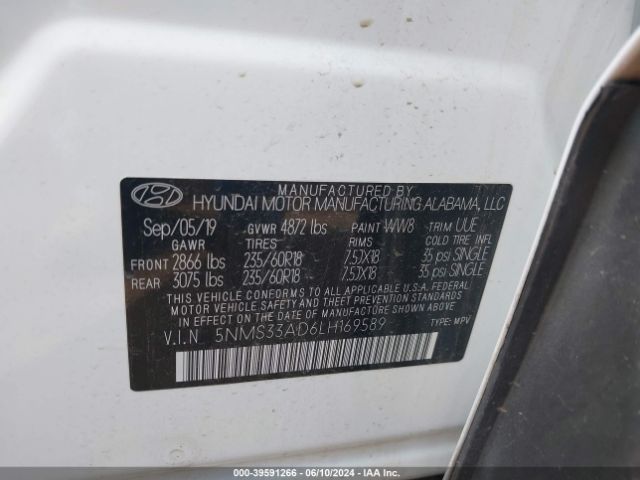 MANUFACTURED BY
HYUNDAI MOTOR MANUFACTURING ALABAMA, LLC
Sep/05/19 GVWR 4872 lbs PAINT WW8 TRIM UUE
GAWR TIRES RIMS COLD TIRE INFL
FRONT 2866 lbs 235/60R18 7.5JX18 35 psi SINGLE
REAR 3075 lbs 235/60R18 7.5JX18 35 psi SINGLE
THIS VEHICLE CONFORMS TO ALL APPLICABLE U.S.A. FEDERAL
MOTOR VEHICLE SAFETY AND THEFT PREVENTION STANDARDS
IN EFFECT ON THE DATE OF MANUFACTURE SHOWN ABOVE.
V.I.N 5NMS33AD6LH169589 TYPE: MPV
000-39591266 - 06/10/2024 - IAA Inc.